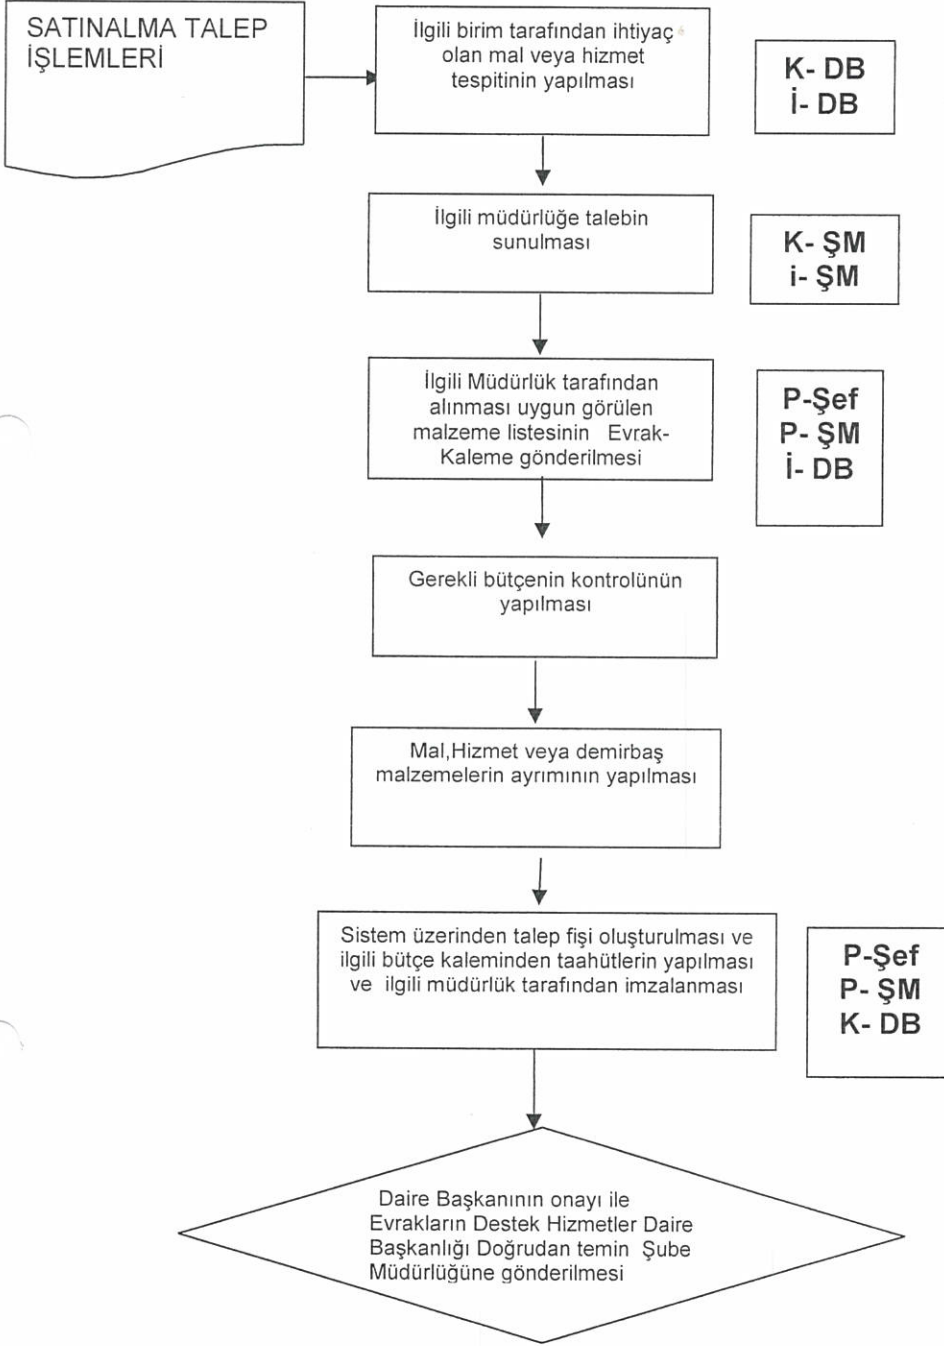 SATINALMA TALEP
İŞLEMLERİ
İlgili birim tarafından ihtiyaç
olan mal veya hizmet
tespitinin yapılması
K- DB
İ- DB
İlgili müdürlüğe talebin
sunulması
K- ŞM
i- ŞM
İlgili Müdürlük tarafından
alınması uygun görülen
malzeme listesinin Evrak-
Kaleme gönderilmesi
P-Şef
P- ŞM
İ- DB
Gerekli bütçenin kontrolünün
yapılması
Mal,Hizmet veya demirbaş
malzemelerin ayrımının yapılması
Sistem üzerinden talep fişi oluşturulması ve
ilgili bütçe kaleminden taahütlerin yapılması
ve ilgili müdürlük tarafından imzalanması
P-Şef
P- ŞM
K- DB
Daire Başkanının onayı ile
Evrakların Destek Hizmetler Daire
Başkanlığı Doğrudan temin Şube
Müdürlüğüne gönderilmesi